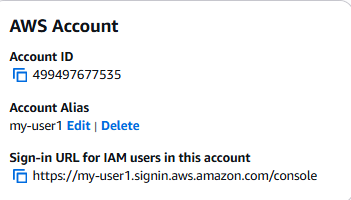 AWS Account
Account ID
499497677535
Account Alias
my-user1 Edit | Delete
Sign-in URL for IAM users in this account
https://my-user1.signin.aws.amazon.com/console